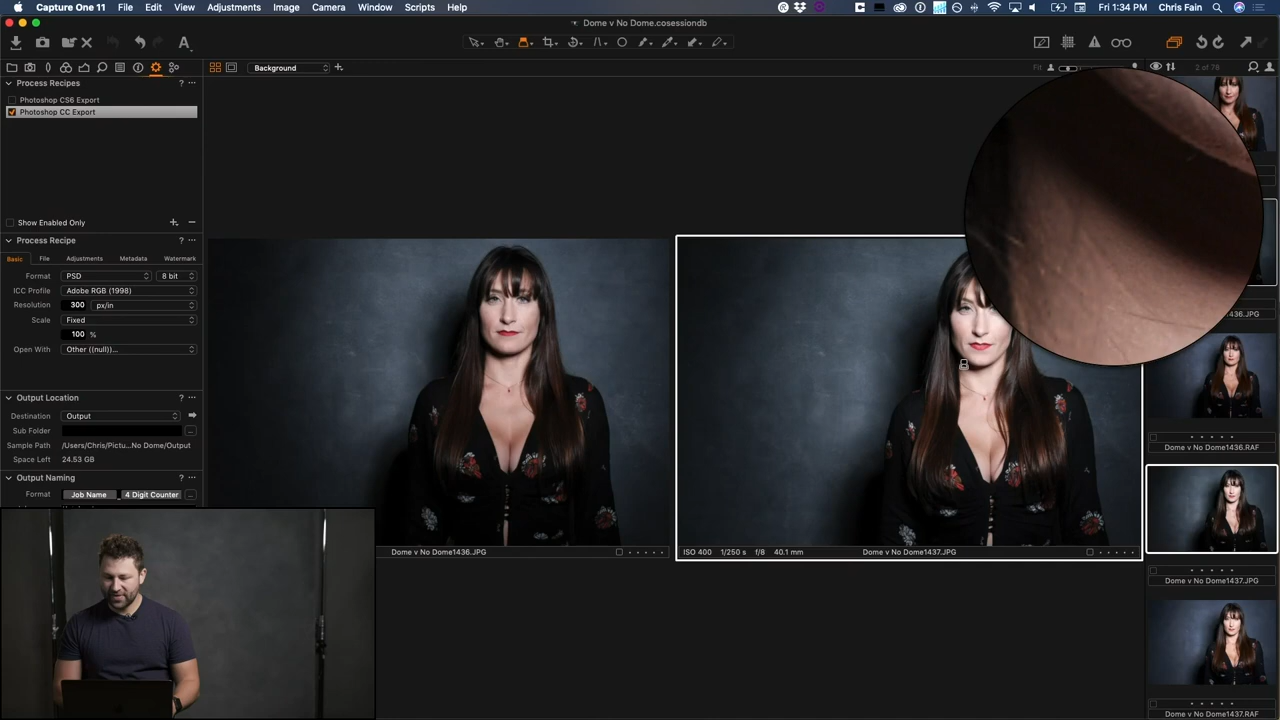 Capture One 11 File Edit View Adjustments Image Camera Window Scripts Help Fri 1:34 PM Chris Fain
Dome v No Dome.cosessiondb
Background
Fit
2 of 78
Process Recipes ? ...
Photoshop CS6 Export
Photoshop CC Export
Show Enabled Only + −
Process Recipe ? ...
Basic File Adjustments Metadata Watermark
Format PSD 8 bit
ICC Profile Adobe RGB (1998)
Resolution 300 px/in
Scale Fixed
100 %
Open With Other ((null))...
Output Location ? ...
Destination Output
Sub Folder ...
Sample Path /Users/Chris/Pictu...No Dome/Output
Space Left 24.53 GB
Output Naming ? ...
Format Job Name 4 Digit Counter ...
Dome v No Dome1436.JPG
ISO 400 1/250 s f/8 40.1 mm Dome v No Dome1437.JPG
36.JPG
Dome v No Dome1436.RAF
Dome v No Dome1437.JPG
Dome v No Dome1437.RAF